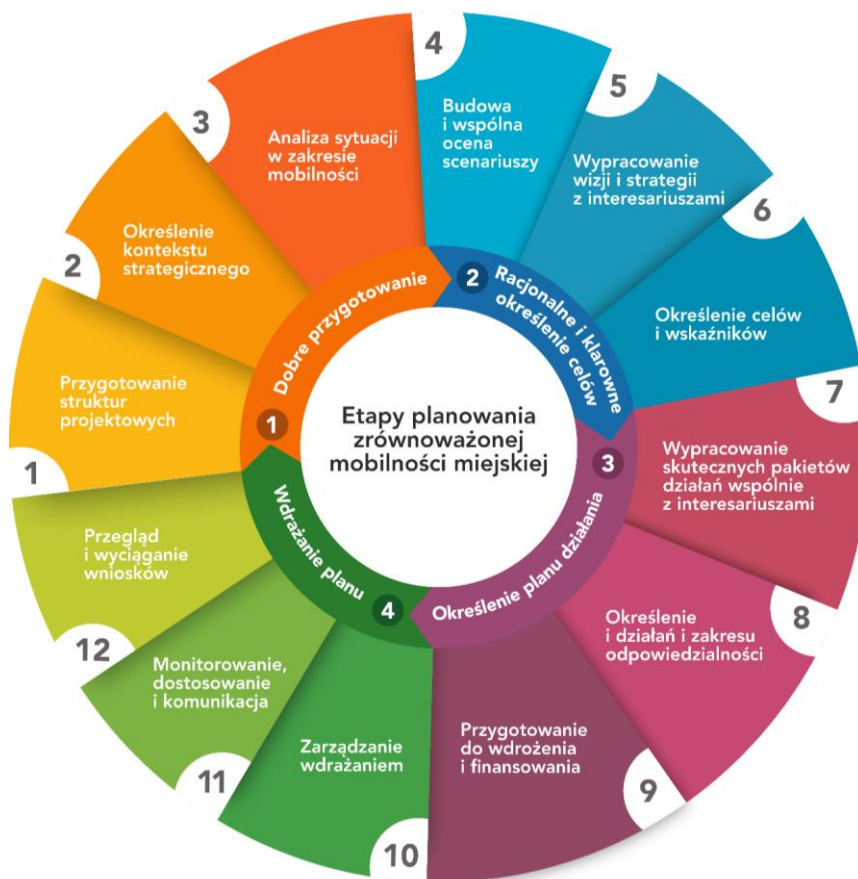 Etapy planowania
zrównoważonej
mobilności miejskiej
1
Dobre przygotowanie
2
Racjonalne i klarowne
określenie celów
3
Określenie planu działania
4
Wdrażanie planu
1
Przygotowanie
struktur
projektowych
2
Określenie
kontekstu
strategicznego
3
Analiza sytuacji
w zakresie
mobilności
4
Budowa
i wspólna
ocena
scenariuszy
5
Wypracowanie
wizji i strategii
z interesariuszami
6
Określenie celów
i wskaźników
7
Wypracowanie
skutecznych pakietów
działań wspólnie
z interesariuszami
8
Określenie
i działań i zakresu
odpowiedzialności
9
Przygotowanie
do wdrożenia
i finansowania
10
Zarządzanie
wdrażaniem
11
Monitorowanie,
dostosowanie
i komunikacja
12
Przegląd
i wyciąganie
wniosków